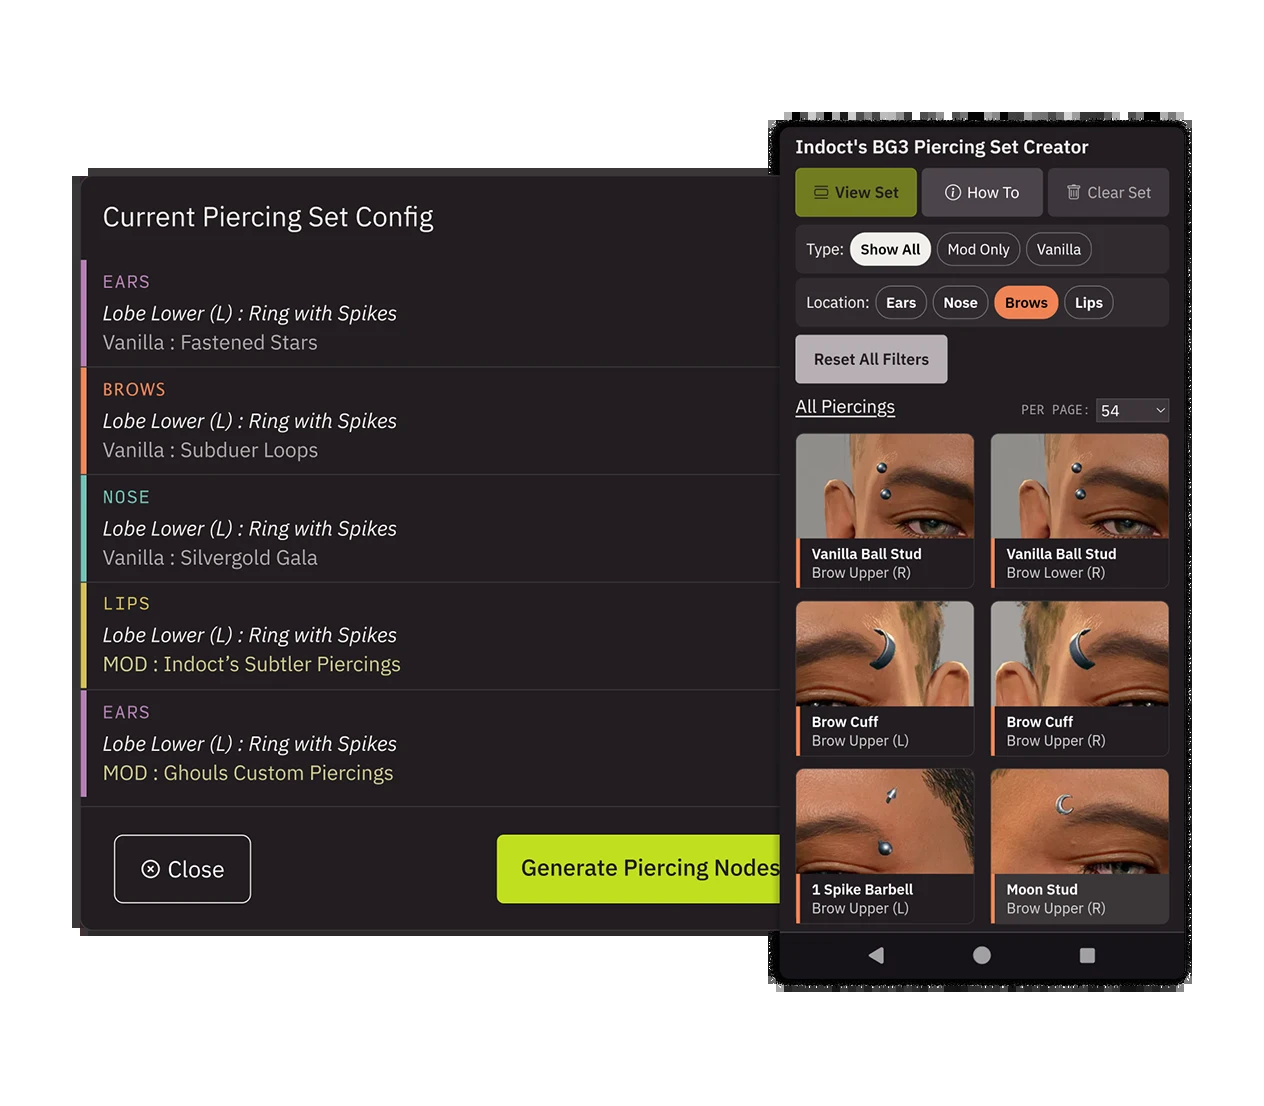 Current Piercing Set Config
EARS
Lobe Lower (L) : Ring with Spikes
Vanilla : Fastened Stars
BROWS
Lobe Lower (L) : Ring with Spikes
Vanilla : Subduer Loops
NOSE
Lobe Lower (L) : Ring with Spikes
Vanilla : Silvergold Gala
LIPS
Lobe Lower (L) : Ring with Spikes
MOD : Indoct’s Subtler Piercings
EARS
Lobe Lower (L) : Ring with Spikes
MOD : Ghouls Custom Piercings
Close
Generate Piercing Nodes
Indoct's BG3 Piercing Set Creator
View Set How To Clear Set
Type: Show All Mod Only Vanilla
Location: Ears Nose Brows Lips
Reset All Filters
All Piercings PER PAGE: 54
Vanilla Ball Stud
Brow Upper (R)
Vanilla Ball Stud
Brow Lower (R)
Brow Cuff
Brow Upper (L)
Brow Cuff
Brow Upper (R)
1 Spike Barbell
Brow Upper (L)
Moon Stud
Brow Upper (R)